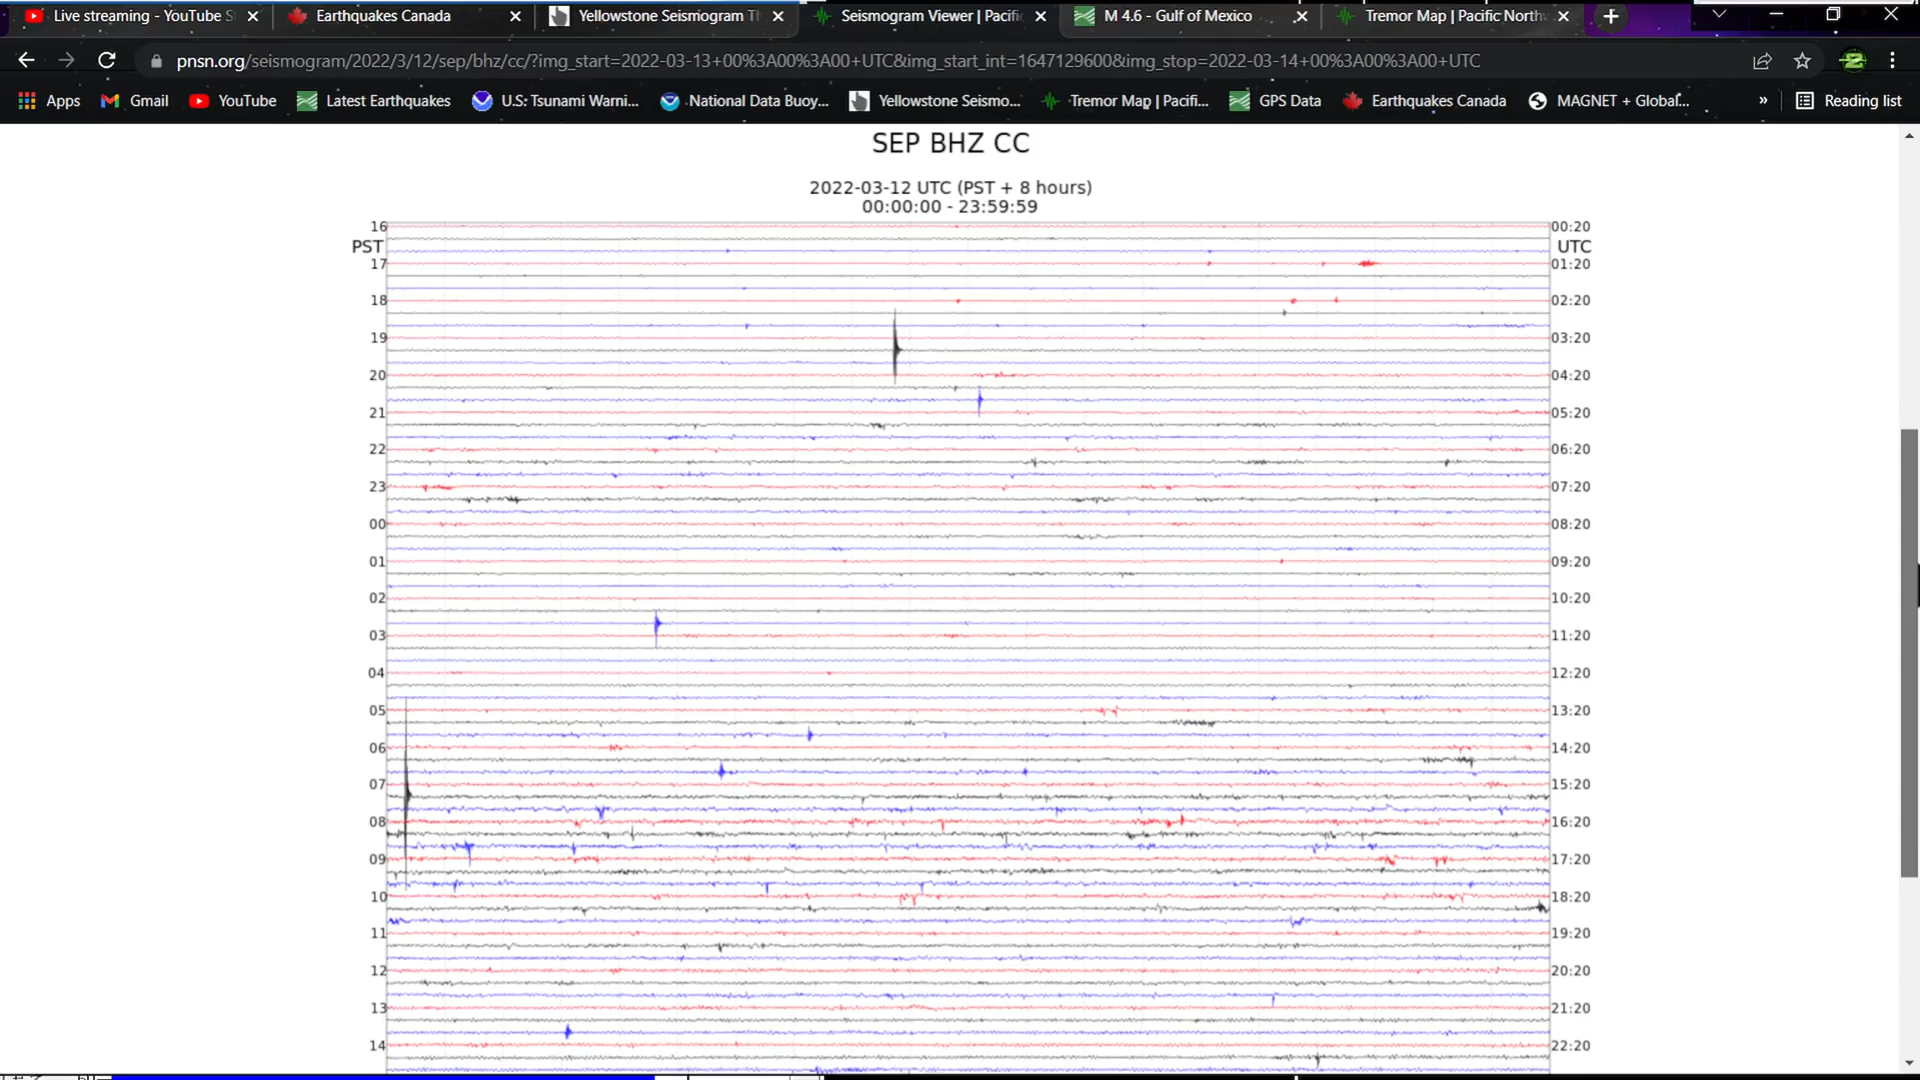 Live streaming - YouTube S
Earthquakes Canada
Yellowstone Seismogram Th
Seismogram Viewer | Pacific
M 4.6 - Gulf of Mexico
Tremor Map | Pacific Northw
pnsn.org/seismogram/2022/3/12/sep/bhz/cc/?img_start=2022-03-13+00%3A00%3A00+UTC&img_start_int=1647129600&img_stop=2022-03-14+00%3A00%3A00+UTC
Apps
Gmail
YouTube
Latest Earthquakes
U.S: Tsunami Warni...
National Data Buoy...
Yellowstone Seismo...
Tremor Map | Pacifi...
GPS Data
Earthquakes Canada
MAGNET + Global...
»
Reading list
SEP BHZ CC
2022-03-12 UTC (PST + 8 hours)
00:00:00 - 23:59:59
16 00:20
PST UTC
17 01:20
18 02:20
19 03:20
20 04:20
21 05:20
22 06:20
23 07:20
00 08:20
01 09:20
02 10:20
03 11:20
04 12:20
05 13:20
06 14:20
07 15:20
08 16:20
09 17:20
10 18:20
11 19:20
12 20:20
13 21:20
14 22:20